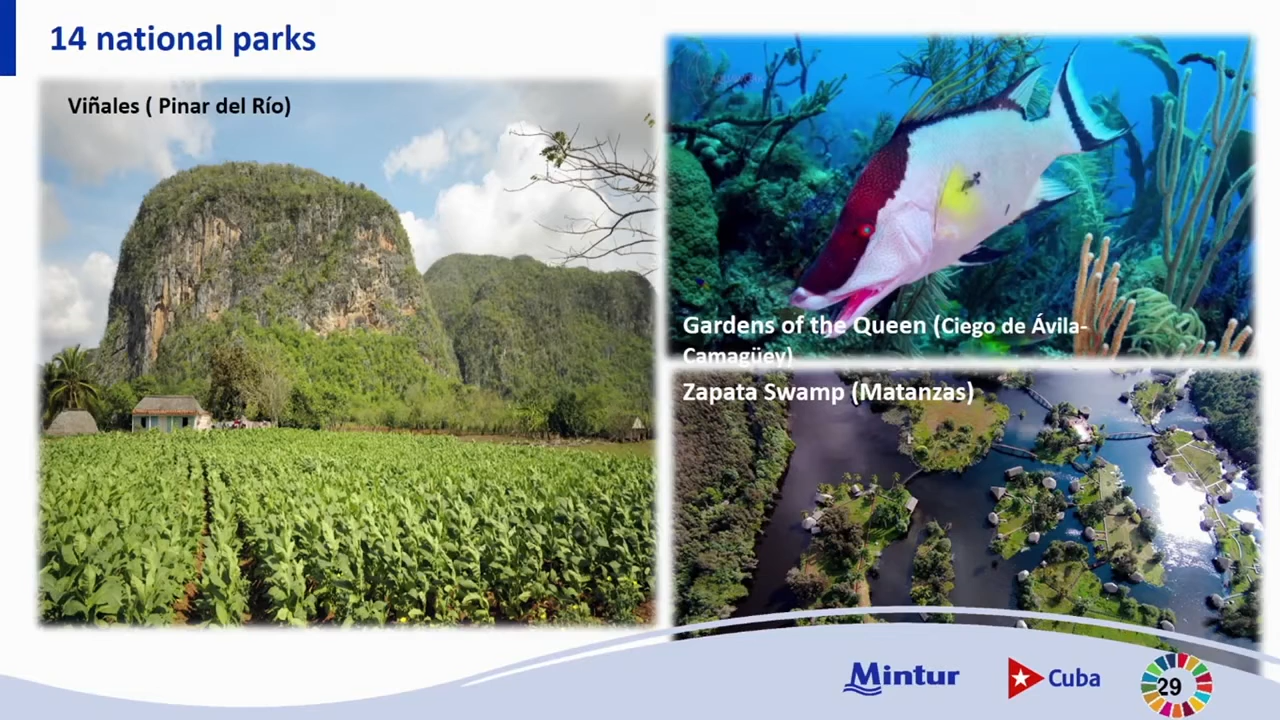 14 national parks
Viñales ( Pinar del Río)
Gardens of the Queen (Ciego de Ávila-
Camagüey)
Zapata Swamp (Matanzas)
Mintur
Cuba
29